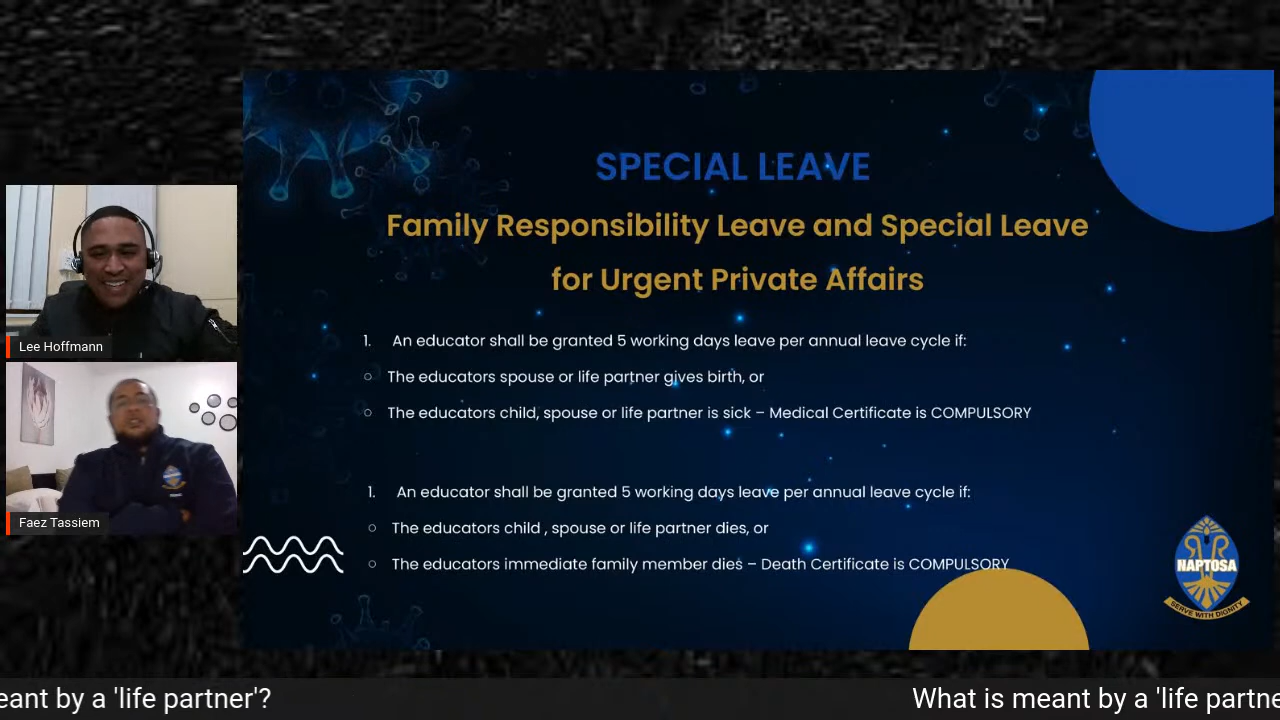 SPECIAL LEAVE
Family Responsibility Leave and Special Leave
for Urgent Private Affairs
1. An educator shall be granted 5 working days leave per annual leave cycle if:
○ The educators spouse or life partner gives birth, or
○ The educators child, spouse or life partner is sick – Medical Certificate is COMPULSORY
1. An educator shall be granted 5 working days leave per annual leave cycle if:
○ The educators child , spouse or life partner dies, or
○ The educators immediate family member dies – Death Certificate is COMPULSORY
NAPTOSA
SERVE WITH DIGNITY
Lee Hoffmann
Faez Tassiem
eant by a 'life partner'?
What is meant by a 'life partne